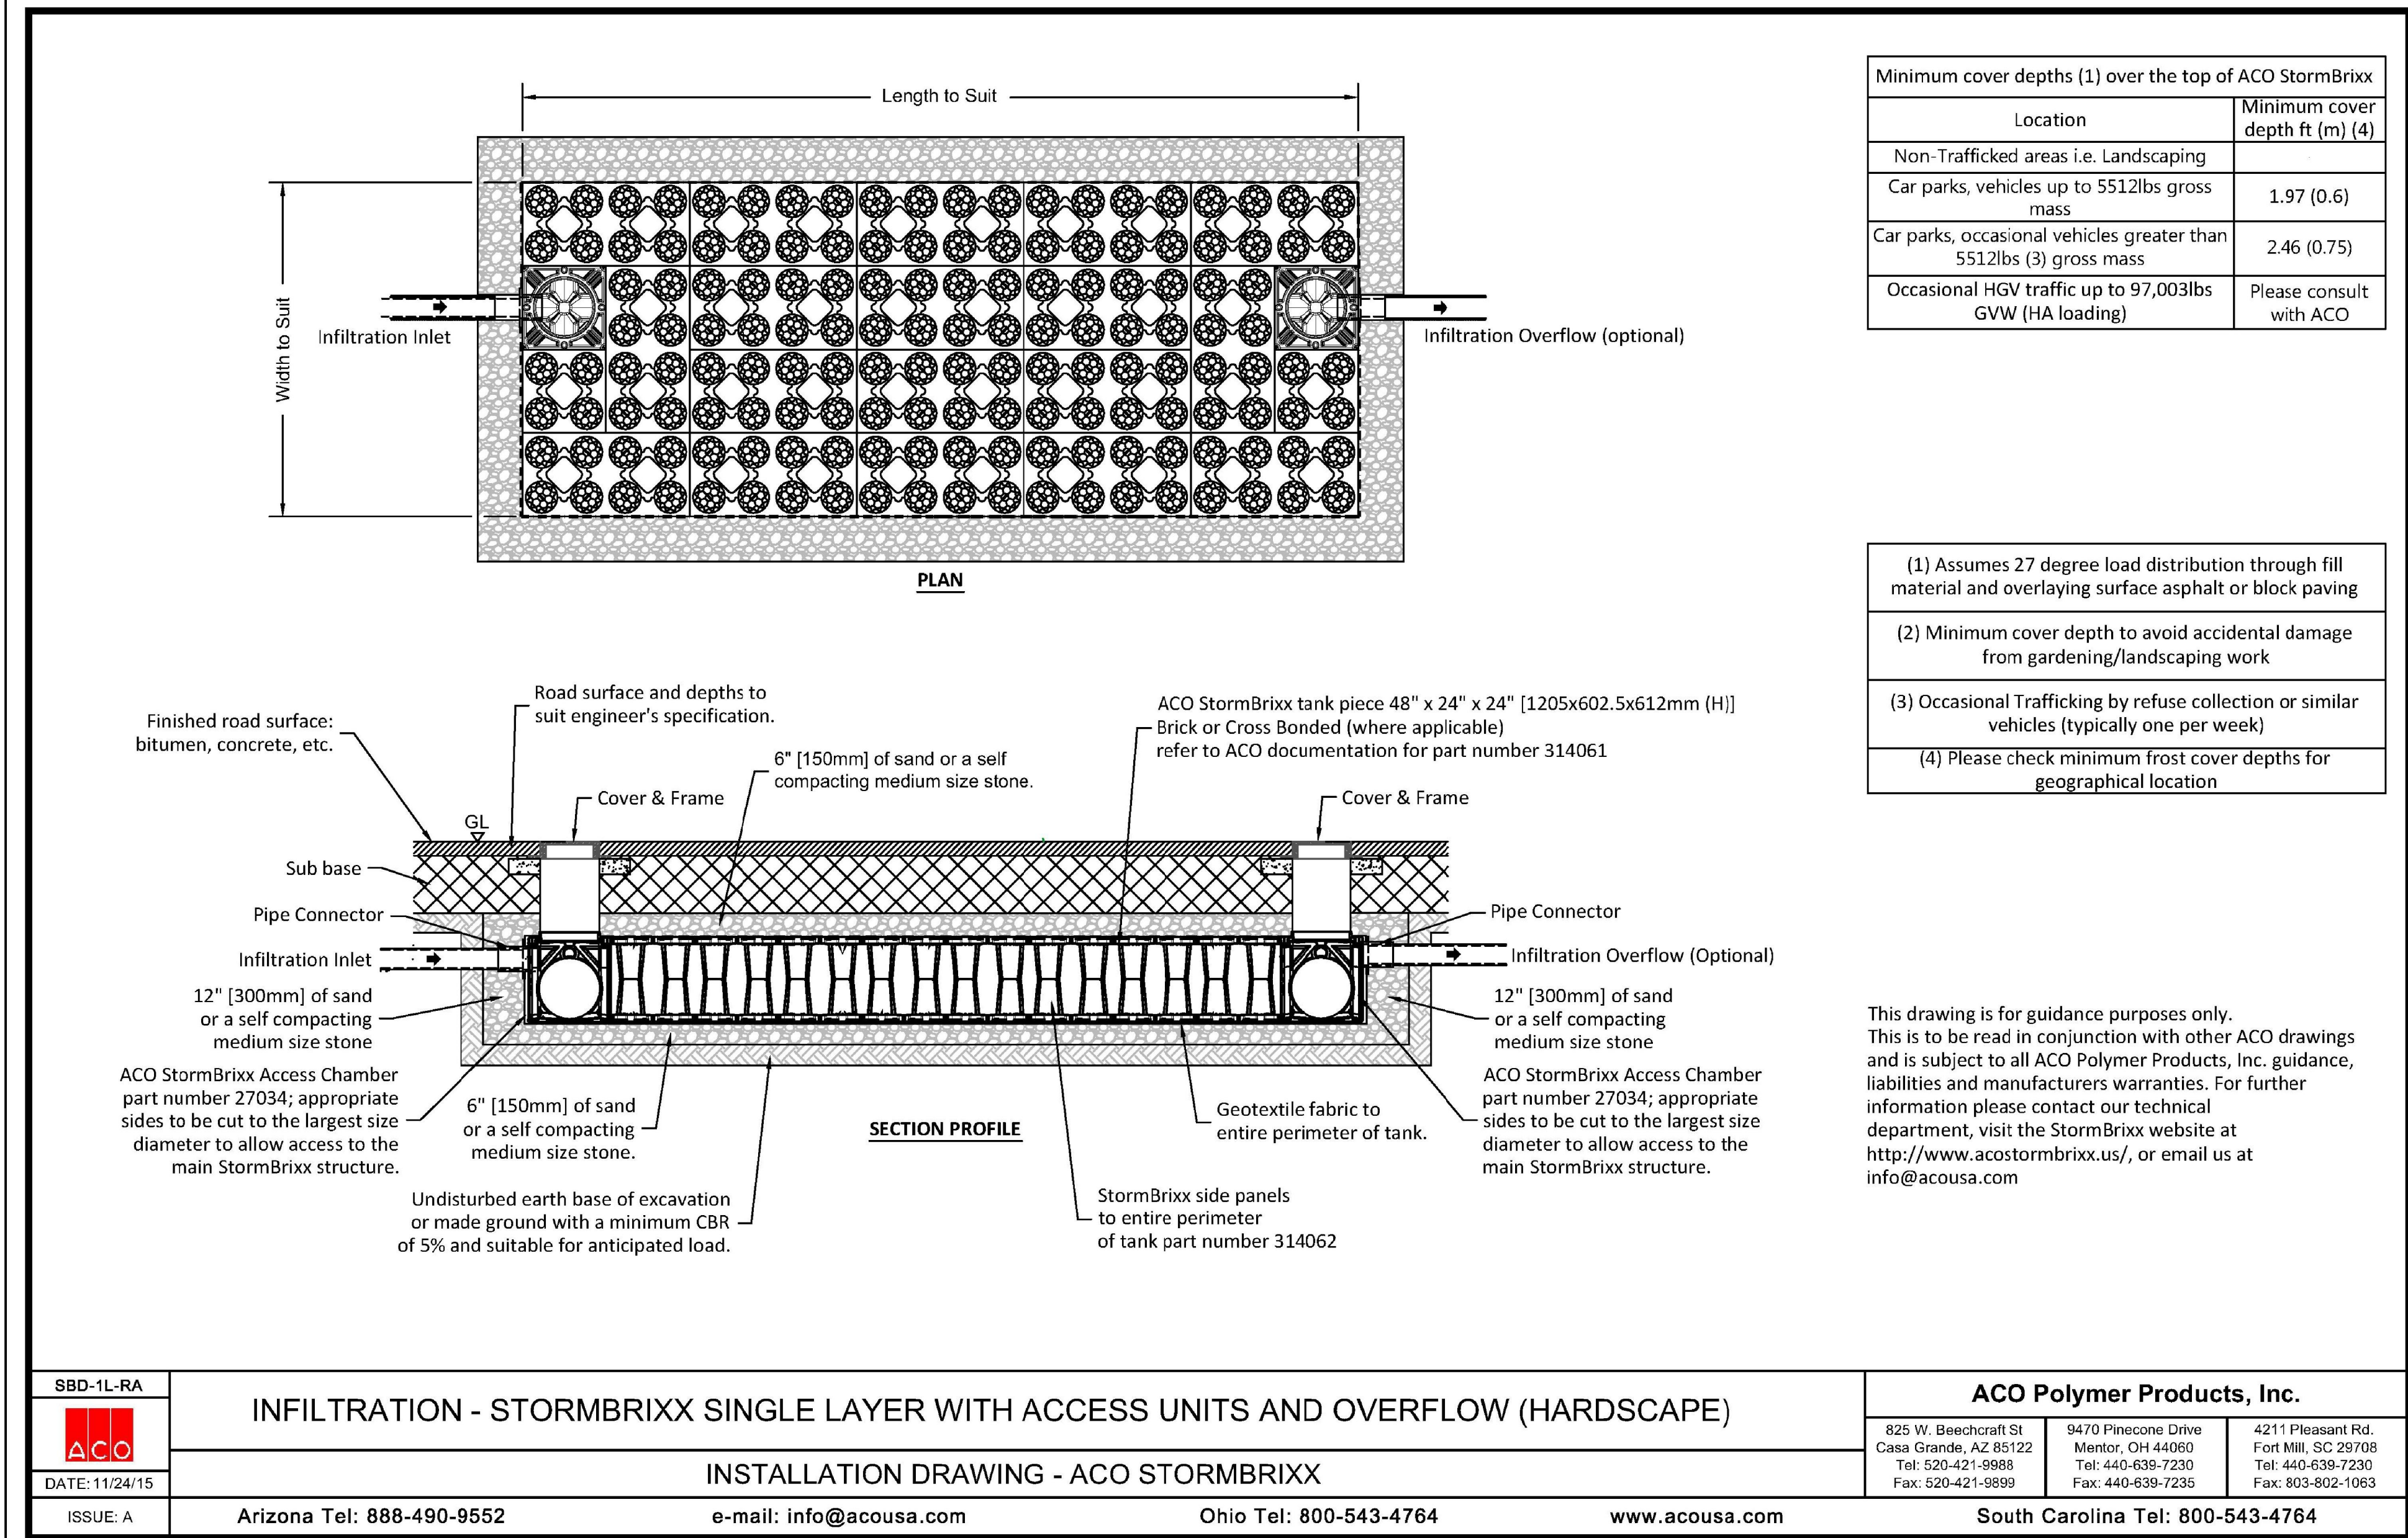 Length to Suit
Width to Suit
Infiltration Inlet
Infiltration Overflow (optional)
PLAN
Minimum cover depths (1) over the top of ACO StormBrixx
Location
Minimum cover
depth ft (m) (4)
Non-Trafficked areas i.e. Landscaping
Car parks, vehicles up to 5512lbs gross
mass
1.97 (0.6)
Car parks, occasional vehicles greater than
5512lbs (3) gross mass
2.46 (0.75)
Occasional HGV traffic up to 97,003lbs
GVW (HA loading)
Please consult
with ACO
(1) Assumes 27 degree load distribution through fill
material and overlaying surface asphalt or block paving
(2) Minimum cover depth to avoid accidental damage
from gardening/landscaping work
(3) Occasional Trafficking by refuse collection or similar
vehicles (typically one per week)
(4) Please check minimum frost cover depths for
geographical location
Finished road surface:
bitumen, concrete, etc.
Road surface and depths to
suit engineer's specification.
6" [150mm] of sand or a self
compacting medium size stone.
ACO StormBrixx tank piece 48" x 24" x 24" [1205x602.5x612mm (H)]
Brick or Cross Bonded (where applicable)
refer to ACO documentation for part number 314061
Cover & Frame
Cover & Frame
GL
Sub base
Pipe Connector
Infiltration Inlet
12" [300mm] of sand
or a self compacting
medium size stone
ACO StormBrixx Access Chamber
part number 27034; appropriate
sides to be cut to the largest size
diameter to allow access to the
main StormBrixx structure.
6" [150mm] of sand
or a self compacting
medium size stone.
Undisturbed earth base of excavation
or made ground with a minimum CBR
of 5% and suitable for anticipated load.
SECTION PROFILE
StormBrixx side panels
to entire perimeter
of tank part number 314062
Geotextile fabric to
entire perimeter of tank.
Pipe Connector
Infiltration Overflow (Optional)
12" [300mm] of sand
or a self compacting
medium size stone
ACO StormBrixx Access Chamber
part number 27034; appropriate
sides to be cut to the largest size
diameter to allow access to the
main StormBrixx structure.
This drawing is for guidance purposes only.
This is to be read in conjunction with other ACO drawings
and is subject to all ACO Polymer Products, Inc. guidance,
liabilities and manufacturers warranties. For further
information please contact our technical
department, visit the StormBrixx website at
http://www.acostormbrixx.us/, or email us at
info@acousa.com
SBD-1L-RA
ACO
DATE: 11/24/15
ISSUE: A
INFILTRATION - STORMBRIXX SINGLE LAYER WITH ACCESS UNITS AND OVERFLOW (HARDSCAPE)
INSTALLATION DRAWING - ACO STORMBRIXX
ACO Polymer Products, Inc.
825 W. Beechcraft St
Casa Grande, AZ 85122
Tel: 520-421-9988
Fax: 520-421-9899
9470 Pinecone Drive
Mentor, OH 44060
Tel: 440-639-7230
Fax: 440-639-7235
4211 Pleasant Rd.
Fort Mill, SC 29708
Tel: 440-639-7230
Fax: 803-802-1063
Arizona Tel: 888-490-9552
e-mail: info@acousa.com
Ohio Tel: 800-543-4764
www.acousa.com
South Carolina Tel: 800-543-4764